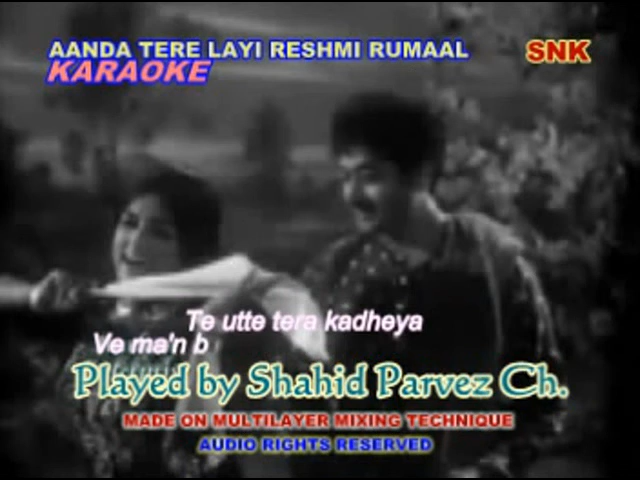 AANDA TERE LAYI RESHMI RUMAAL SNK
KARAOKE
Te utte tera kadheya
Ve ma'n b
Played by Shahid Parvez Ch.
MADE ON MULTILAYER MIXING TECHNIQUE
AUDIO RIGHTS RESERVED